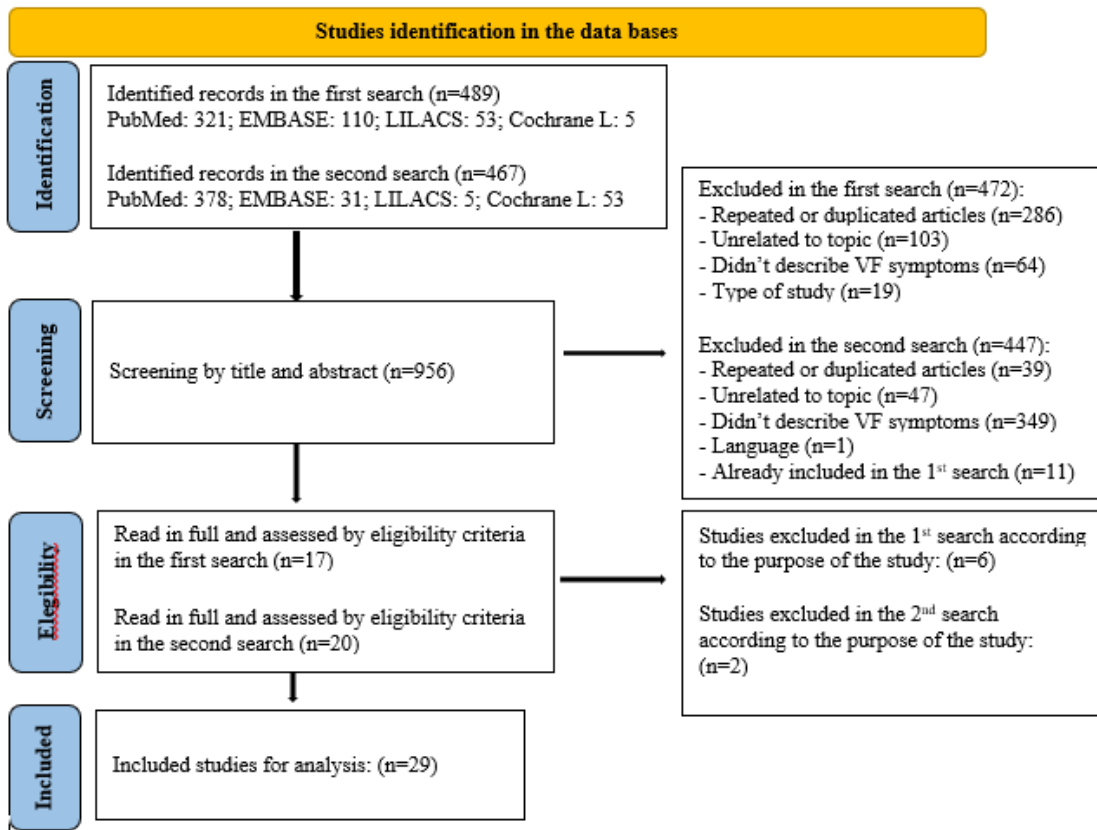 Studies identification in the data bases
Identification
Identified records in the first search (n=489)
PubMed: 321; EMBASE: 110; LILACS: 53; Cochrane L: 5
Identified records in the second search (n=467)
PubMed: 378; EMBASE: 31; LILACS: 5; Cochrane L: 53
Excluded in the first search (n=472):
- Repeated or duplicated articles (n=286)
- Unrelated to topic (n=103)
- Didn’t describe VF symptoms (n=64)
- Type of study (n=19)
Excluded in the second search (n=447):
- Repeated or duplicated articles (n=39)
- Unrelated to topic (n=47)
- Didn’t describe VF symptoms (n=349)
- Language (n=1)
- Already included in the 1st search (n=11)
Screening
Screening by title and abstract (n=956)
Elegibility
Read in full and assessed by eligibility criteria
in the first search (n=17)
Read in full and assessed by eligibility criteria
in the second search (n=20)
Studies excluded in the 1st search according
to the purpose of the study: (n=6)
Studies excluded in the 2nd search
according to the purpose of the study:
(n=2)
Included
Included studies for analysis: (n=29)